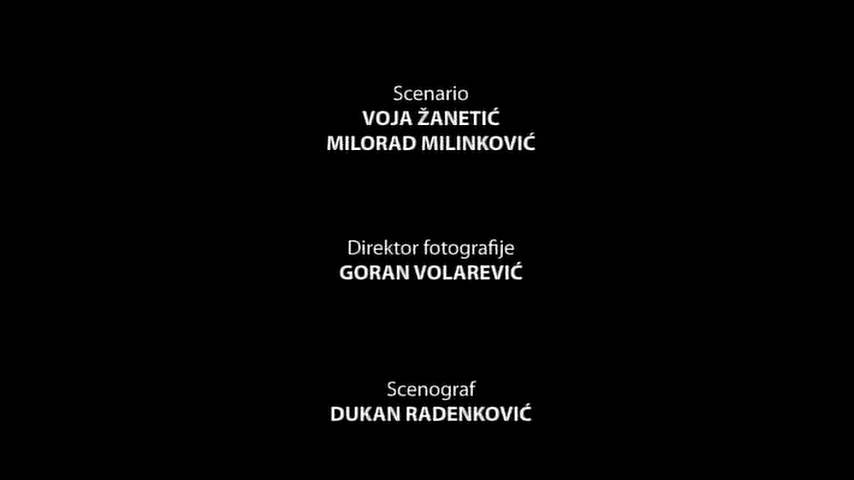 Scenario
VOJA ŽANETIĆ
MILORAD MILINKOVIĆ
Direktor fotografije
GORAN VOLAREVIĆ
Scenograf
DUKAN RADENKOVIĆ